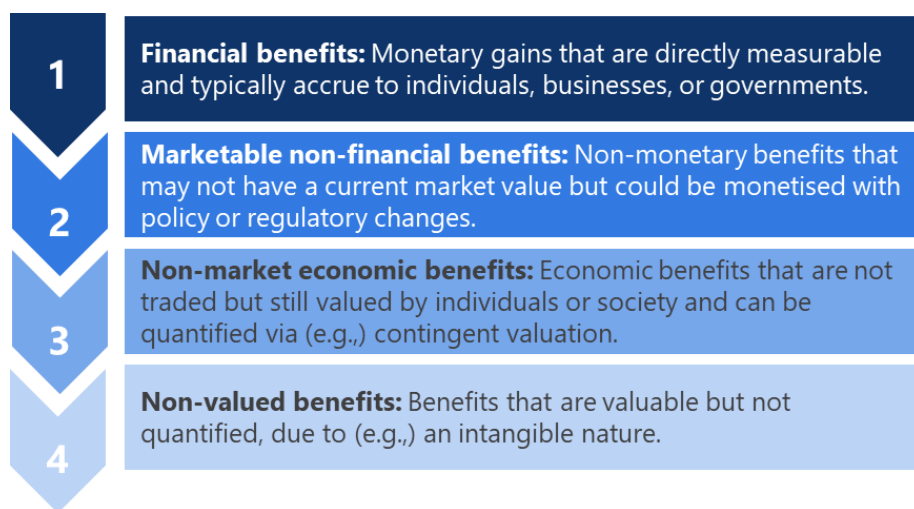 1
Financial benefits: Monetary gains that are directly measurable
and typically accrue to individuals, businesses, or governments.
2
Marketable non-financial benefits: Non-monetary benefits that
may not have a current market value but could be monetised with
policy or regulatory changes.
3
Non-market economic benefits: Economic benefits that are not
traded but still valued by individuals or society and can be
quantified via (e.g.,) contingent valuation.
4
Non-valued benefits: Benefits that are valuable but not
quantified, due to (e.g.,) an intangible nature.